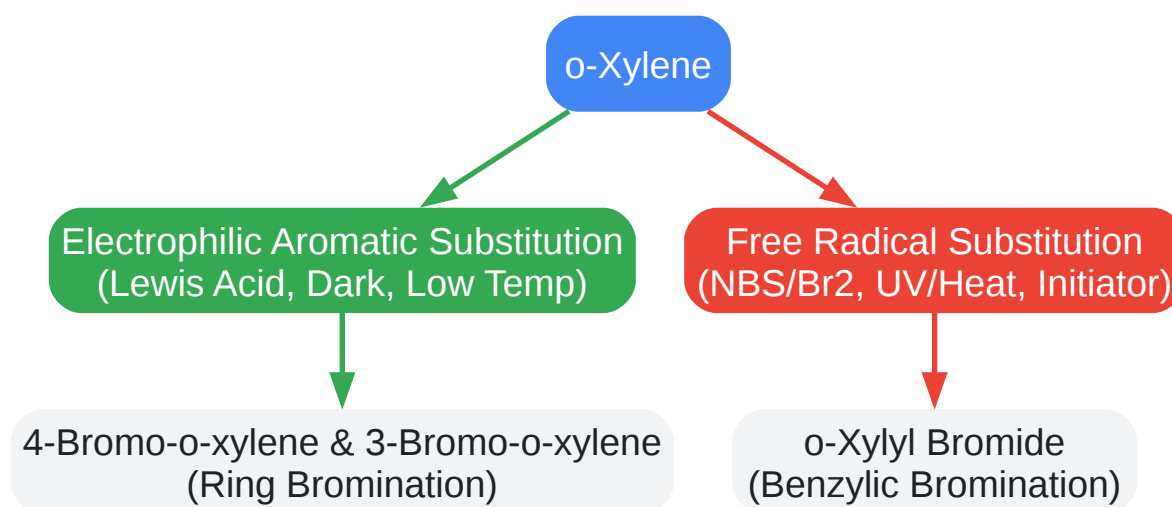 o-Xylene
Electrophilic Aromatic Substitution
(Lewis Acid, Dark, Low Temp)
Free Radical Substitution
(NBS/Br2, UV/Heat, Initiator)
4-Bromo-o-xylene & 3-Bromo-o-xylene
(Ring Bromination)
o-Xylyl Bromide
(Benzylic Bromination)